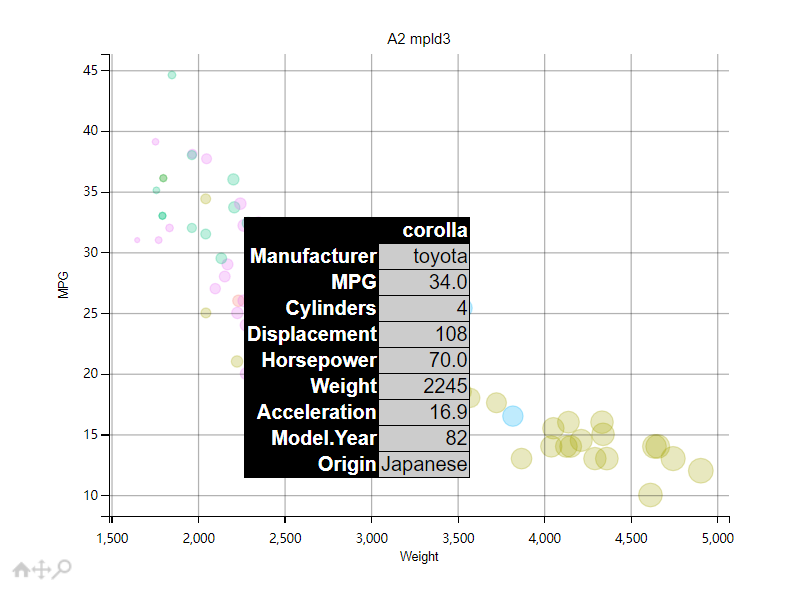 A2 mpld3
45
40
35
30
25
20
15
10
MPG
corolla
Manufacturer toyota
MPG 34.0
Cylinders 4
Displacement 108
Horsepower 70.0
Weight 2245
Acceleration 16.9
Model.Year 82
Origin Japanese
1,500 2,000 2,500 3,000 3,500 4,000 4,500 5,000
Weight